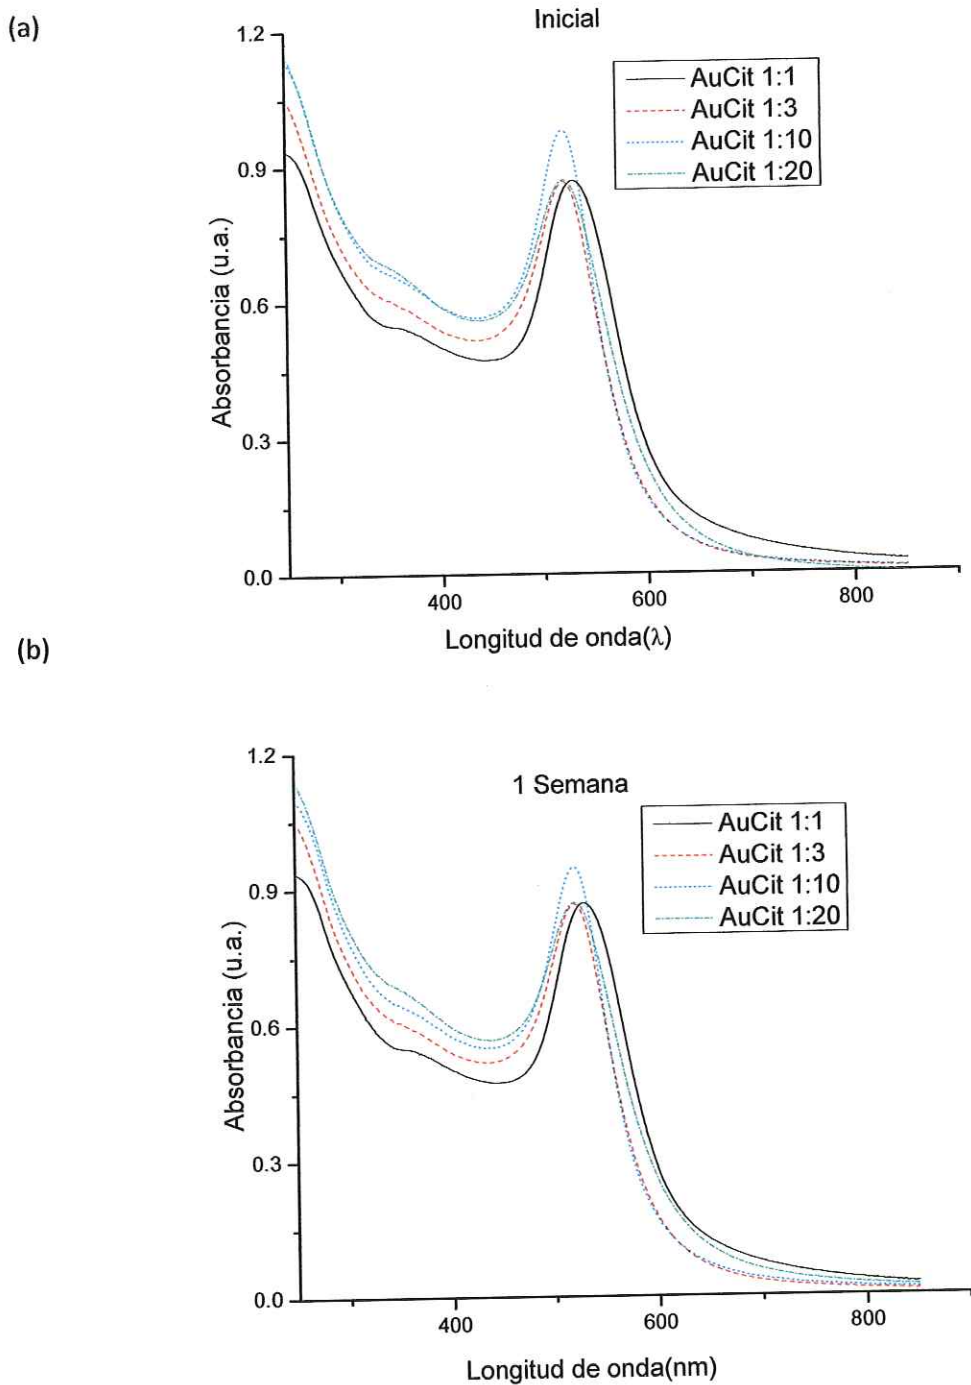 (a)
Inicial
1.2
0.9
0.6
0.3
0.0
Absorbancia (u.a.)
AuCit 1:1
AuCit 1:3
AuCit 1:10
AuCit 1:20
400
600
800
Longitud de onda(λ)
(b)
1 Semana
1.2
0.9
0.6
0.3
0.0
Absorbancia (u.a.)
AuCit 1:1
AuCit 1:3
AuCit 1:10
AuCit 1:20
400
600
800
Longitud de onda(nm)